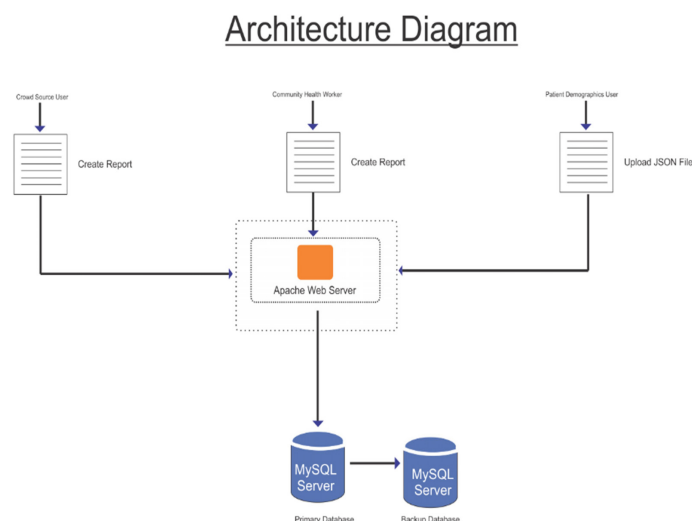 Architecture Diagram
Crowd Source User
Community Health Worker
Patient Demographics User
Create Report
Create Report
Upload JSON File
Apache Web Server
MySQL
Server
MySQL
Server
Primary Database
Backup Database